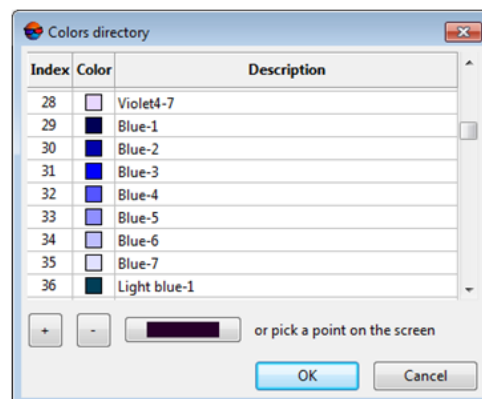 Colors directory
Index Color Description
28 Violet4-7
29 Blue-1
30 Blue-2
31 Blue-3
32 Blue-4
33 Blue-5
34 Blue-6
35 Blue-7
36 Light blue-1
+ - or pick a point on the screen
OK Cancel